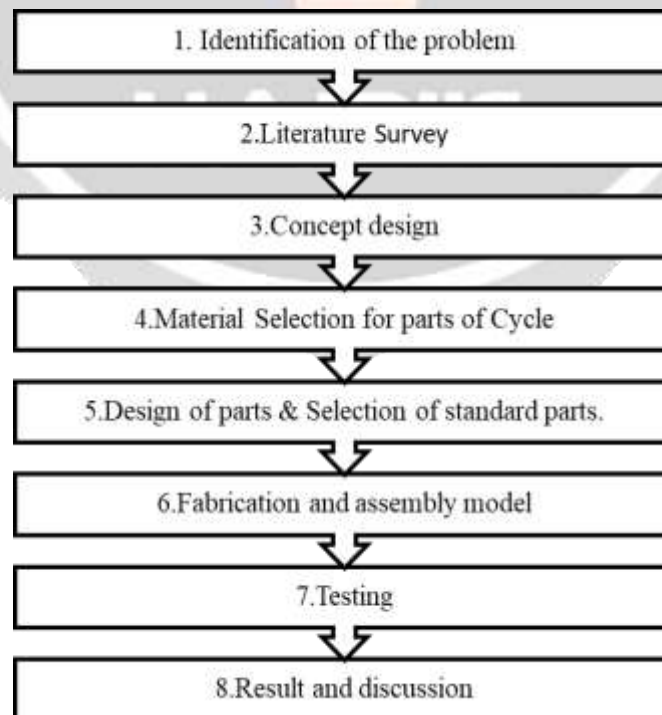 1. Identification of the problem
2.Literature Survey
3.Concept design
4.Material Selection for parts of Cycle
5.Design of parts & Selection of standard parts.
6.Fabrication and assembly model
7.Testing
8.Result and discussion